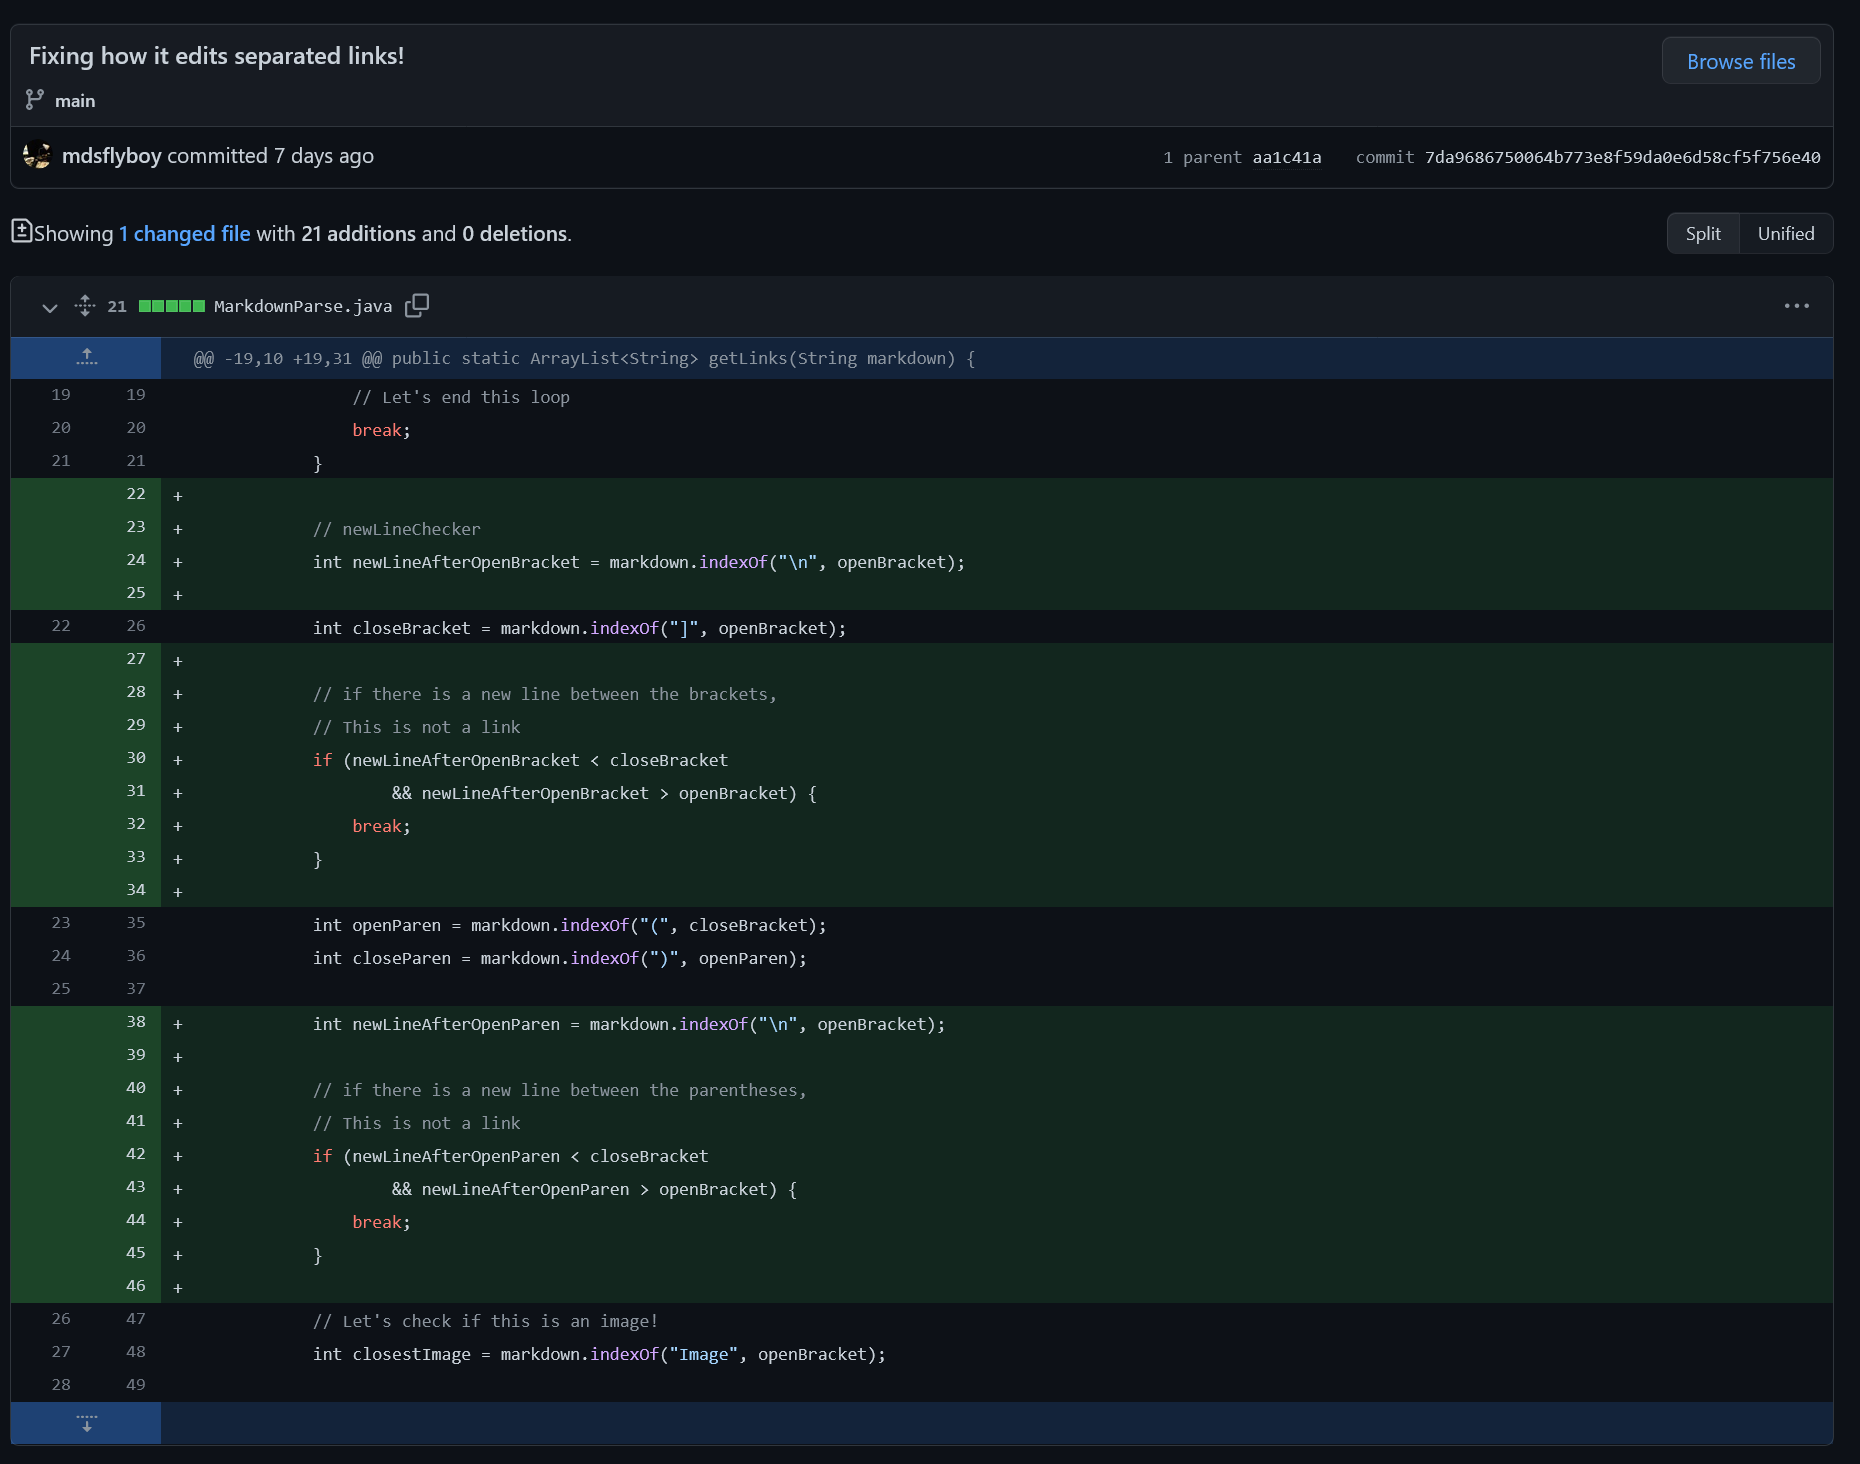 Fixing how it edits separated links!
Browse files
main
mdsflyboy committed 7 days ago
1 parent aa1c41a commit 7da9686750064b773e8f59da0e6d58cf5f756e40
Showing 1 changed file with 21 additions and 0 deletions.
Split Unified
21 MarkdownParse.java
@@ -19,10 +19,31 @@ public static ArrayList<String> getLinks(String markdown) {
19 19 // Let's end this loop
20 20 break;
21 21 }
22 +
23 + // newLineChecker
24 + int newLineAfterOpenBracket = markdown.indexOf("\n", openBracket);
25 +
22 26 int closeBracket = markdown.indexOf("]", openBracket);
27 +
28 + // if there is a new line between the brackets,
29 + // This is not a link
30 + if (newLineAfterOpenBracket < closeBracket
31 + && newLineAfterOpenBracket > openBracket) {
32 + break;
33 + }
34 +
23 35 int openParen = markdown.indexOf("(", closeBracket);
24 36 int closeParen = markdown.indexOf(")", openParen);
25 37
38 + int newLineAfterOpenParen = markdown.indexOf("\n", openBracket);
39 +
40 + // if there is a new line between the parentheses,
41 + // This is not a link
42 + if (newLineAfterOpenParen < closeBracket
43 + && newLineAfterOpenParen > openBracket) {
44 + break;
45 + }
46 +
26 47 // Let's check if this is an image!
27 48 int closestImage = markdown.indexOf("Image", openBracket);
28 49